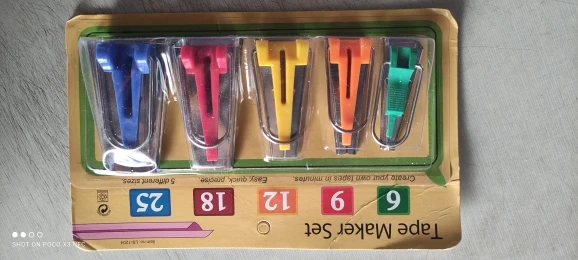 Tape Maker Set
6 9 12 18 25
Create your own tapes in minutes. Easy, quick, precise 5 different sizes.
SHOT ON POCO X3 NFC